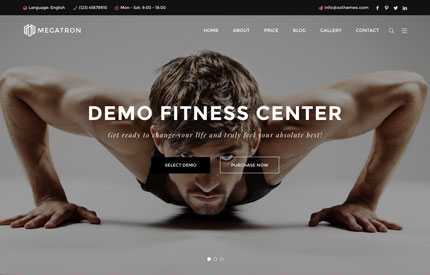 Language: English
(123) 45678910
Mon - Sat: 9.00 - 18.00
info@osthemes.com
MEGATRON
HOME ABOUT PRICE BLOG GALLERY CONTACT
DEMO FITNESS CENTER
Get ready to change your life and truly feel your absolute best!
SELECT DEMO
PURCHASE NOW